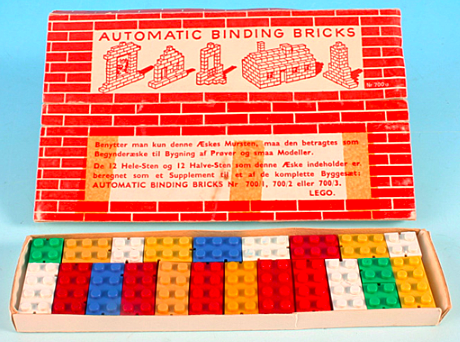 AUTOMATIC BINDING BRICKS
Nr 700
Benytter man kun denne Æskes Mursten, maa den betragtes som
Begynderæske til Bygning af Prøver og smaa Modeller.
De 12 Hele-Sten og 12 Halve-Sten som denne Æske indeholder er
beregnet som et Supplement til et af de komplette Byggesæt:
AUTOMATIC BINDING BRICKS Nr 700/1, 700/2 eller 700/3.
LEGO.